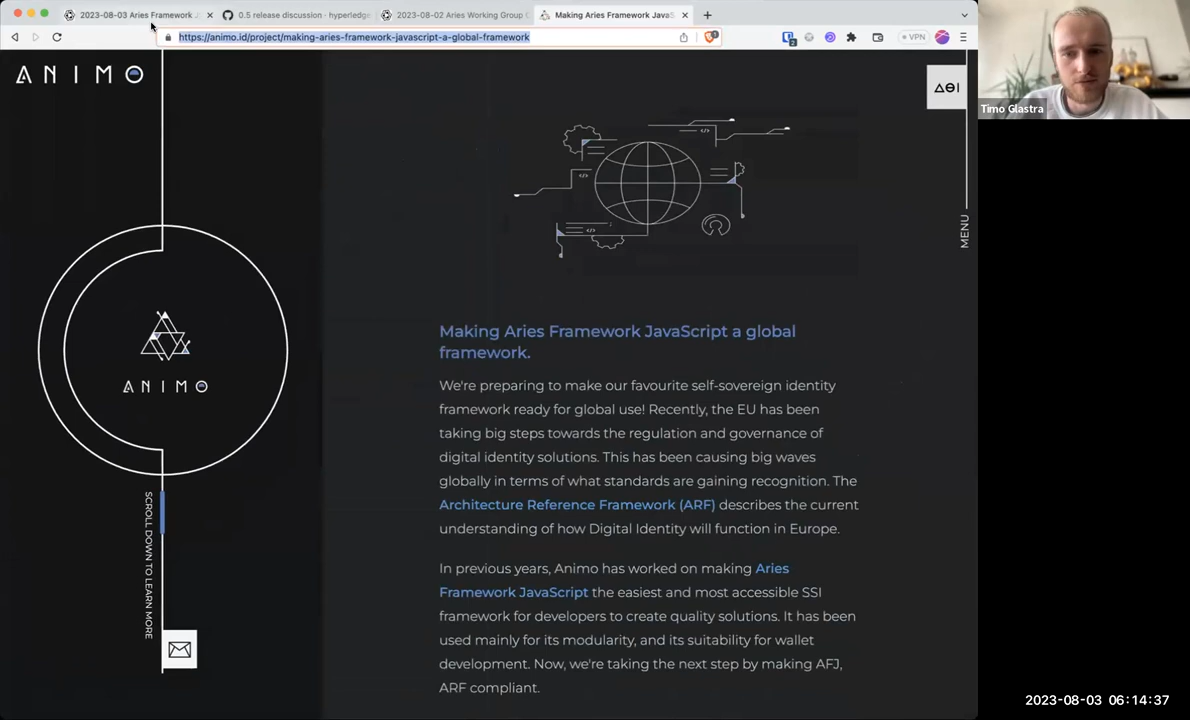 2023-08-03 Aries Framework J
0.5 release discussion · hyperledge
2023-08-02 Aries Working Group C
Making Aries Framework JavaS
https://animo.id/project/making-aries-framework-javascript-a-global-framework
VPN
ANIMO
MENU
Timo Glastra
ANIMO
SCROLL DOWN TO LEARN MORE
Making Aries Framework JavaScript a global
framework.
We're preparing to make our favourite self-sovereign identity
framework ready for global use! Recently, the EU has been
taking big steps towards the regulation and governance of
digital identity solutions. This has been causing big waves
globally in terms of what standards are gaining recognition. The
Architecture Reference Framework (ARF) describes the current
understanding of how Digital Identity will function in Europe.
In previous years, Animo has worked on making Aries
Framework JavaScript the easiest and most accessible SSI
framework for developers to create quality solutions. It has been
used mainly for its modularity, and its suitability for wallet
development. Now, we're taking the next step by making AFJ,
ARF compliant.
2023-08-03 06:14:37